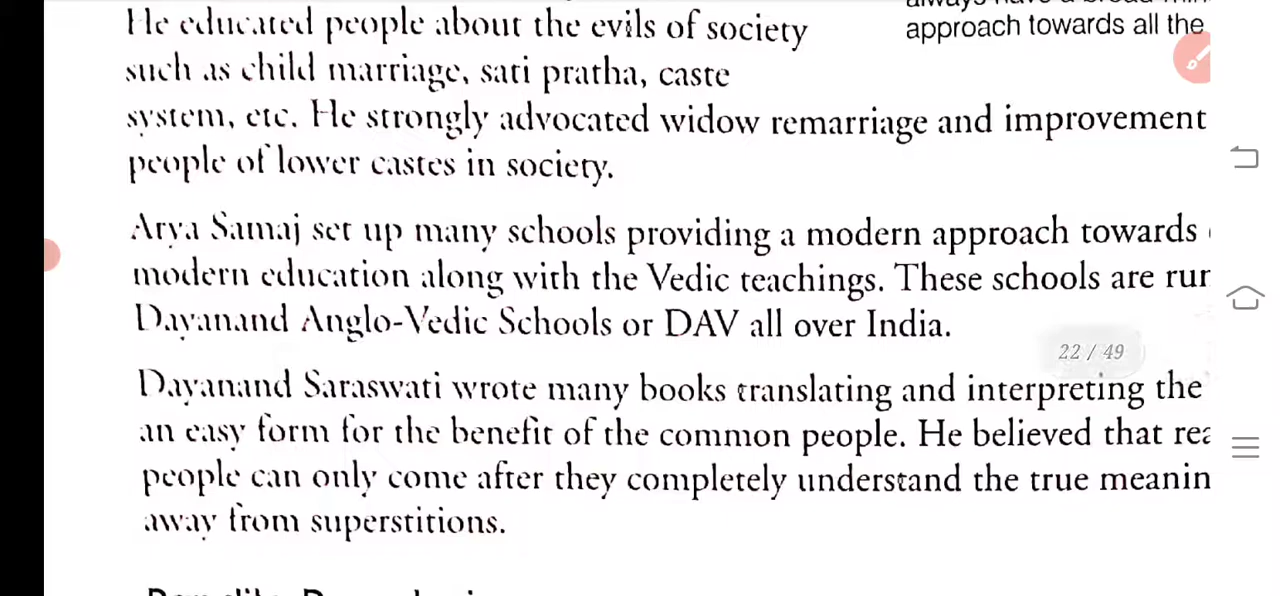 approach towards all the
He educated people about the evils of society
such as child marriage, sati pratha, caste
system, etc. He strongly advocated widow remarriage and improvement
people of lower castes in society.
Arya Samaj set up many schools providing a modern approach towards
modern education along with the Vedic teachings. These schools are run
Dayanand Anglo-Vedic Schools or DAV all over India.
22 / 49
Dayanand Saraswati wrote many books translating and interpreting the
an easy form for the benefit of the common people. He believed that
people can only come after they completely understand the true
away from superstitions.